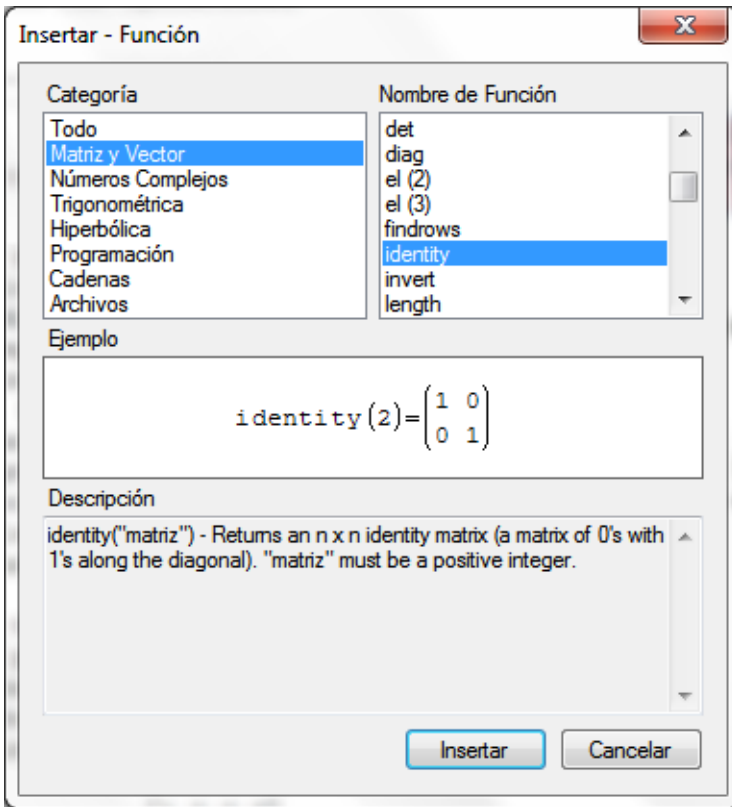 Insertar - Función
Categoría
Nombre de Función
Todo
Matriz y Vector
Números Complejos
Trigonométrica
Hiperbólica
Programación
Cadenas
Archivos
det
diag
el (2)
el (3)
findrows
identity
invert
length
Ejemplo
identity(2)=(1 0
0 1)
Descripción
identity("matriz") - Returns an n x n identity matrix (a matrix of 0's with
1's along the diagonal). "matriz" must be a positive integer.
Insertar
Cancelar